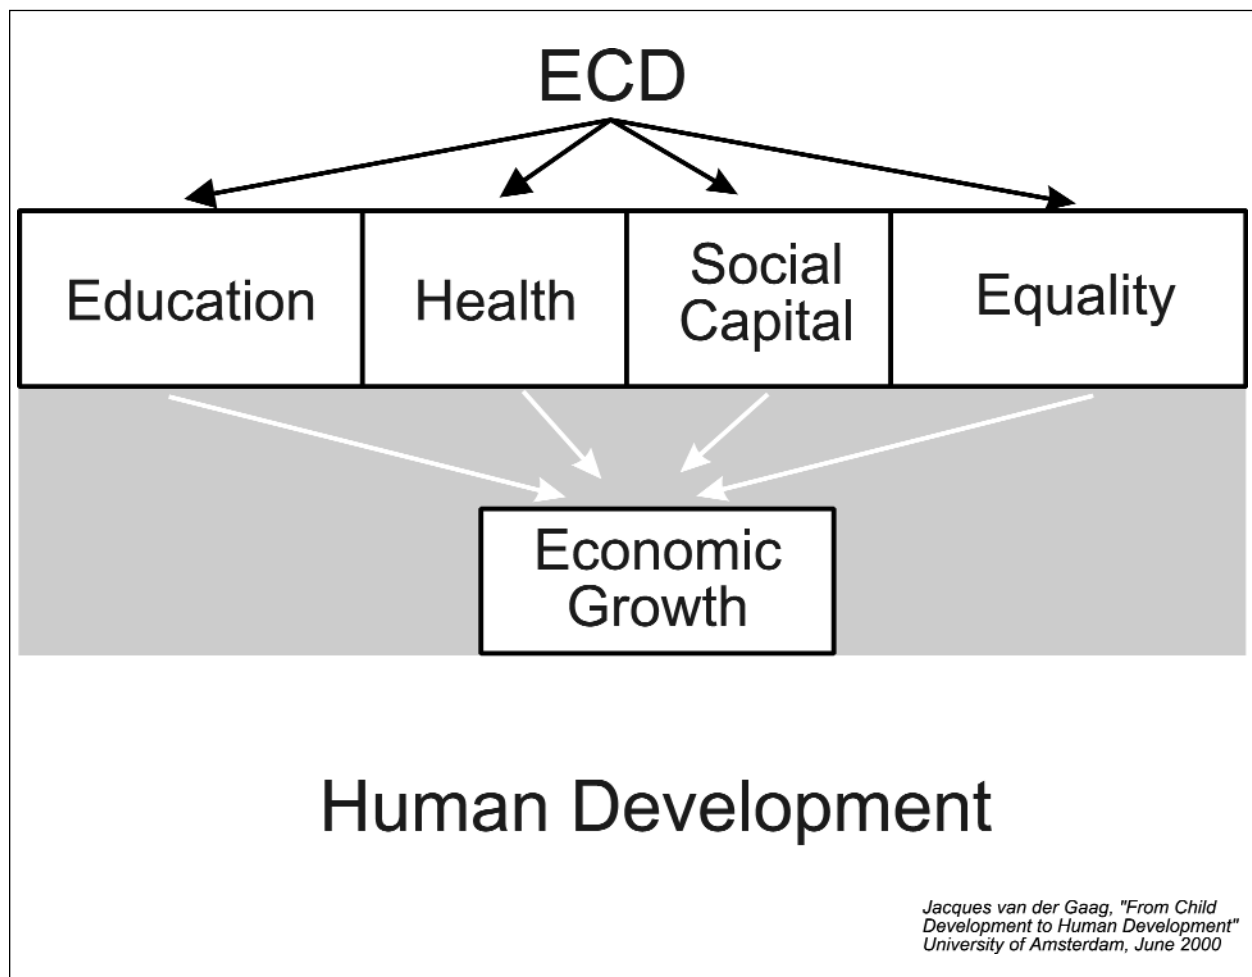 ECD
Education
Health
Social
Capital
Equality
Economic
Growth
Human Development
Jacques van der Gaag, "From Child
Development to Human Development"
University of Amsterdam, June 2000